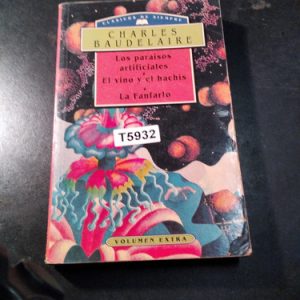 CLASICOS DE SIEMPRE
CHARLES
BAUDELAIRE
Los paraísos
artificiales
El vino y el hachís
La Fanfarlo
T5932
VOLUMEN EXTRA